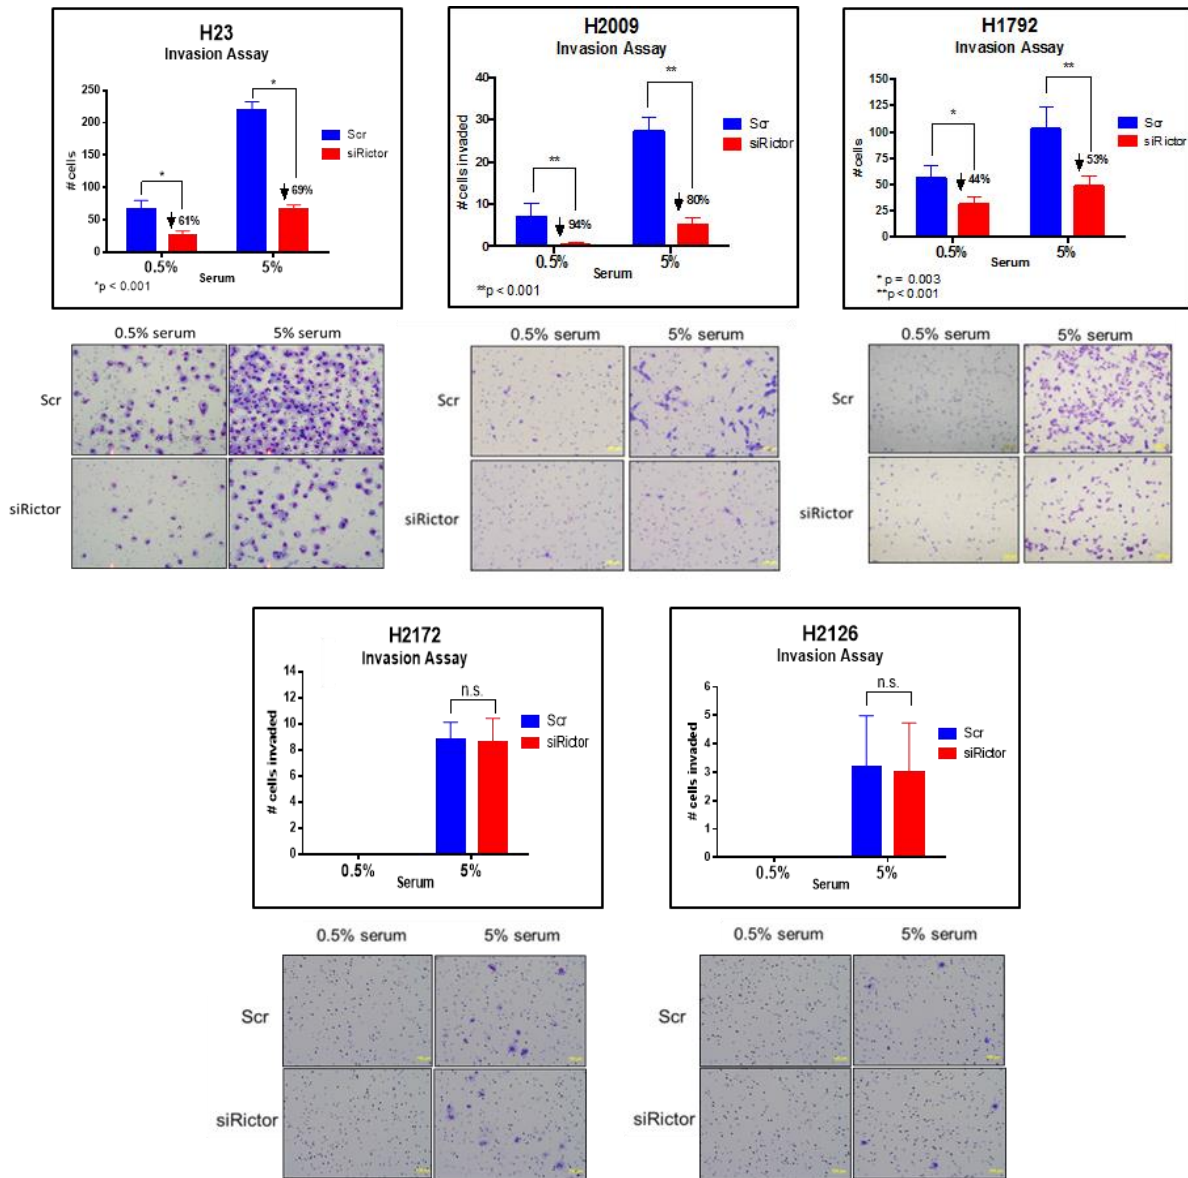 H23
Invasion Assay
# cells
250
200
150
100
50
0
*
*
61%
69%
Scr
siRictor
0.5%
5%
Serum
*p < 0.001
H2009
Invasion Assay
# cells invaded
40
30
20
10
0
**
**
94%
80%
Scr
siRictor
0.5%
5%
Serum
**p < 0.001
H1792
Invasion Assay
# cells
150
125
100
75
50
25
0
*
**
44%
53%
Scr
siRictor
0.5%
5%
Serum
* p = 0.003
**p < 0.001
0.5% serum
5% serum
Scr
siRictor
0.5% serum
5% serum
Scr
siRictor
0.5% serum
5% serum
Scr
siRictor
H2172
Invasion Assay
# cells invaded
14
12
10
8
6
4
2
0
n.s.
Scr
siRictor
0.5%
5%
Serum
H2126
Invasion Assay
# cells invaded
6
5
4
3
2
1
0
n.s.
Scr
siRictor
0.5%
5%
Serum
0.5% serum
5% serum
Scr
siRictor
0.5% serum
5% serum
Scr
siRictor